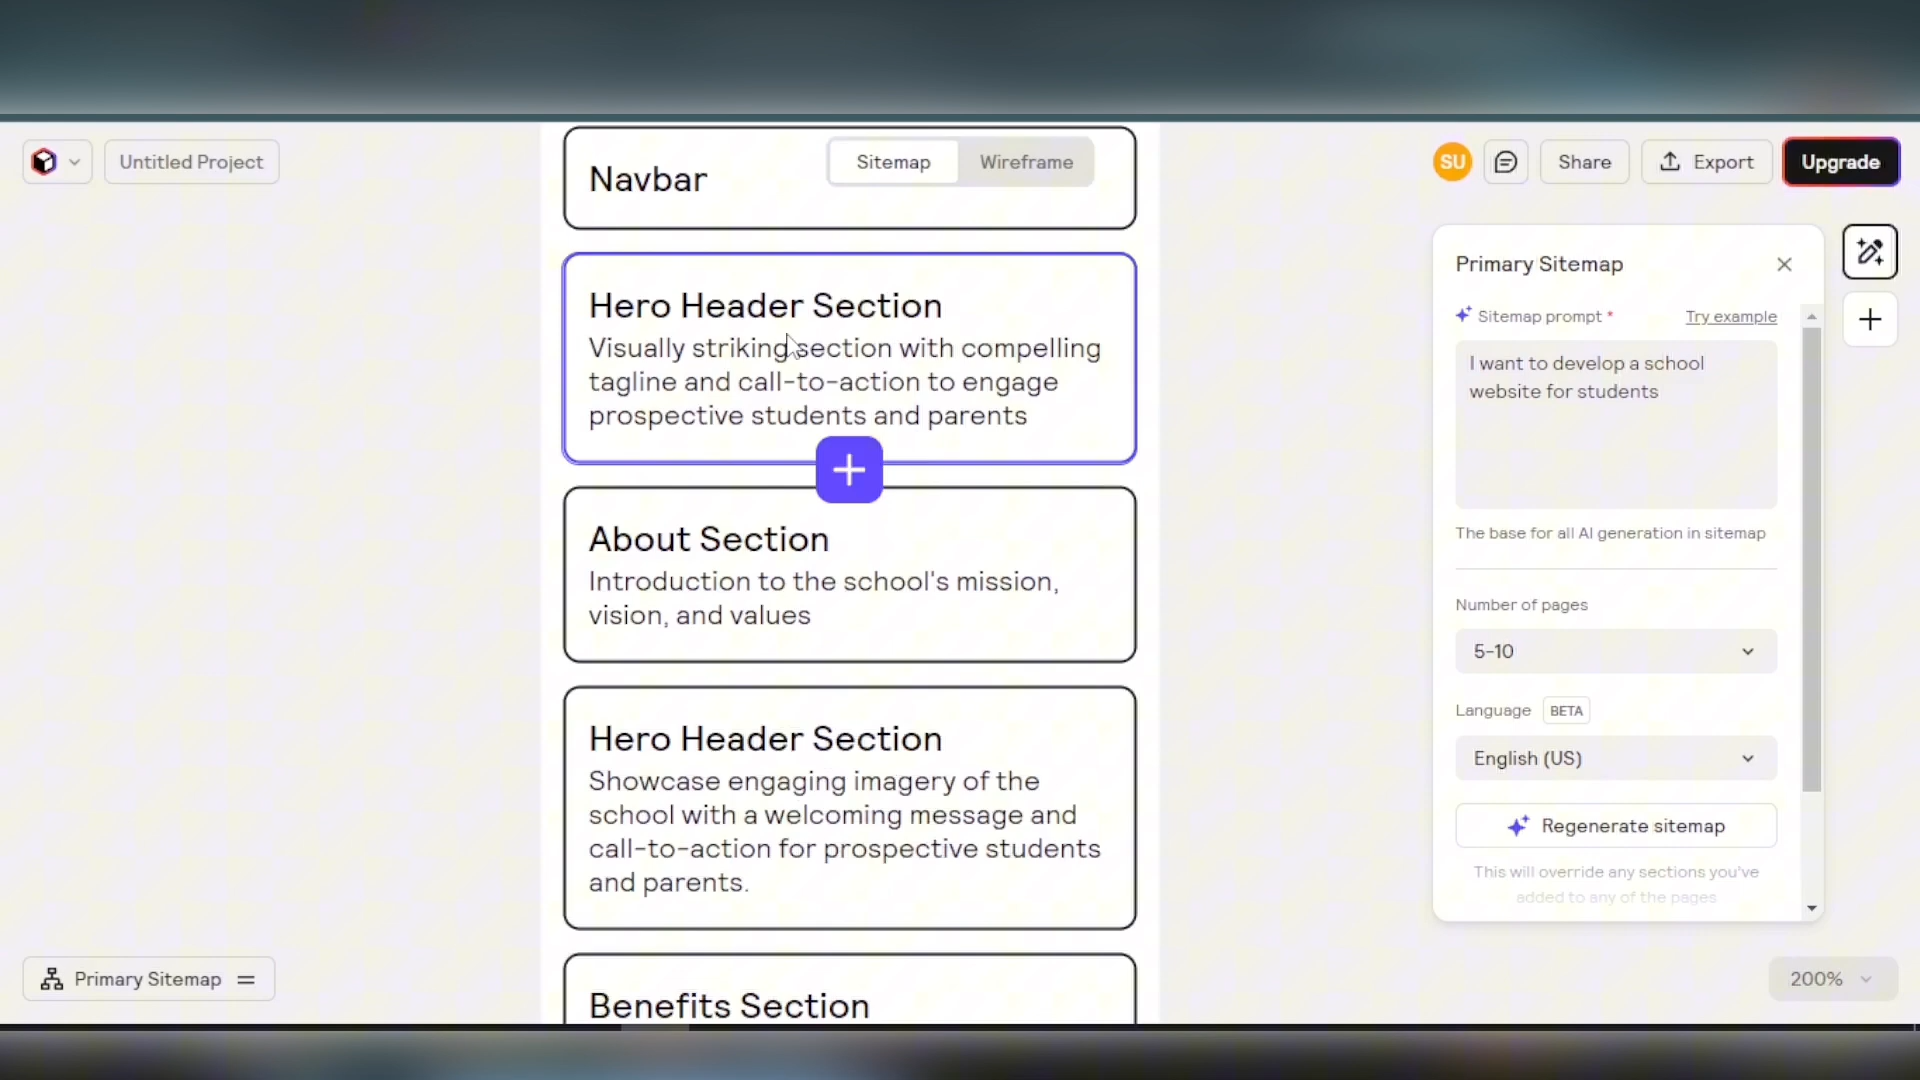 Untitled Project
Sitemap
Wireframe
SU
Share
Export
Upgrade
Navbar
Hero Header Section
Visually striking section with compelling
tagline and call-to-action to engage
prospective students and parents
About Section
Introduction to the school's mission,
vision, and values
Hero Header Section
Showcase engaging imagery of the
school with a welcoming message and
call-to-action for prospective students
and parents.
Benefits Section
Primary Sitemap
Sitemap prompt *
Try example
I want to develop a school
website for students
The base for all AI generation in sitemap
Number of pages
5-10
Language BETA
English (US)
Regenerate sitemap
This will override any sections you've
added to any of the pages
Primary Sitemap
200%